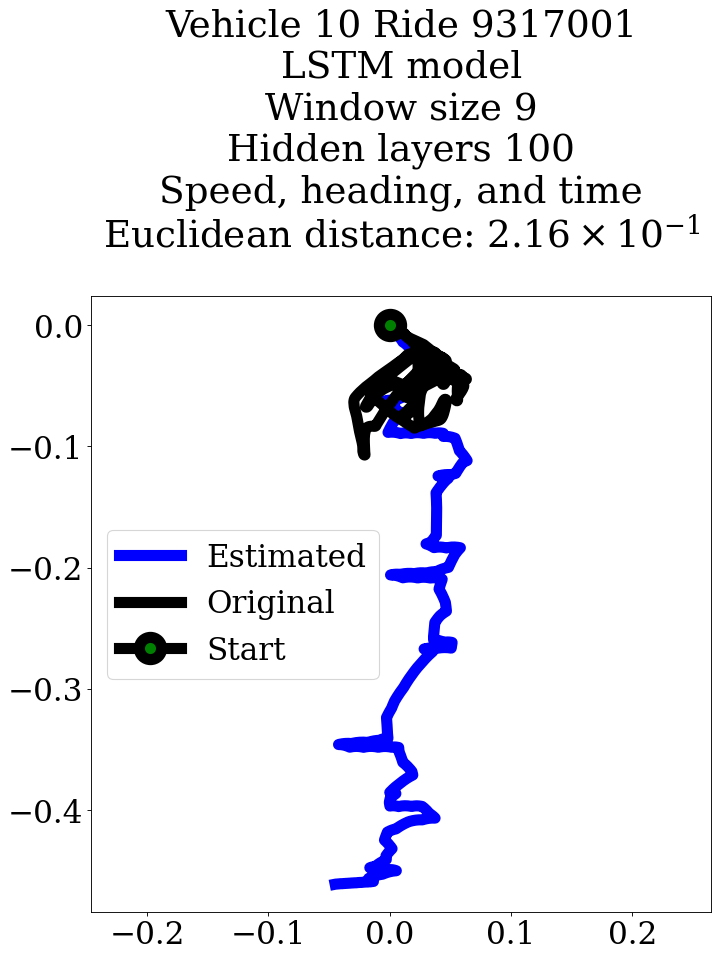 Vehicle 10 Ride 9317001
LSTM model
Window size 9
Hidden layers 100
Speed, heading, and time
Euclidean distance: 2.16 × 10⁻¹
0.0
−0.1
−0.2
−0.3
−0.4
Estimated
Original
Start
−0.2 −0.1 0.0 0.1 0.2